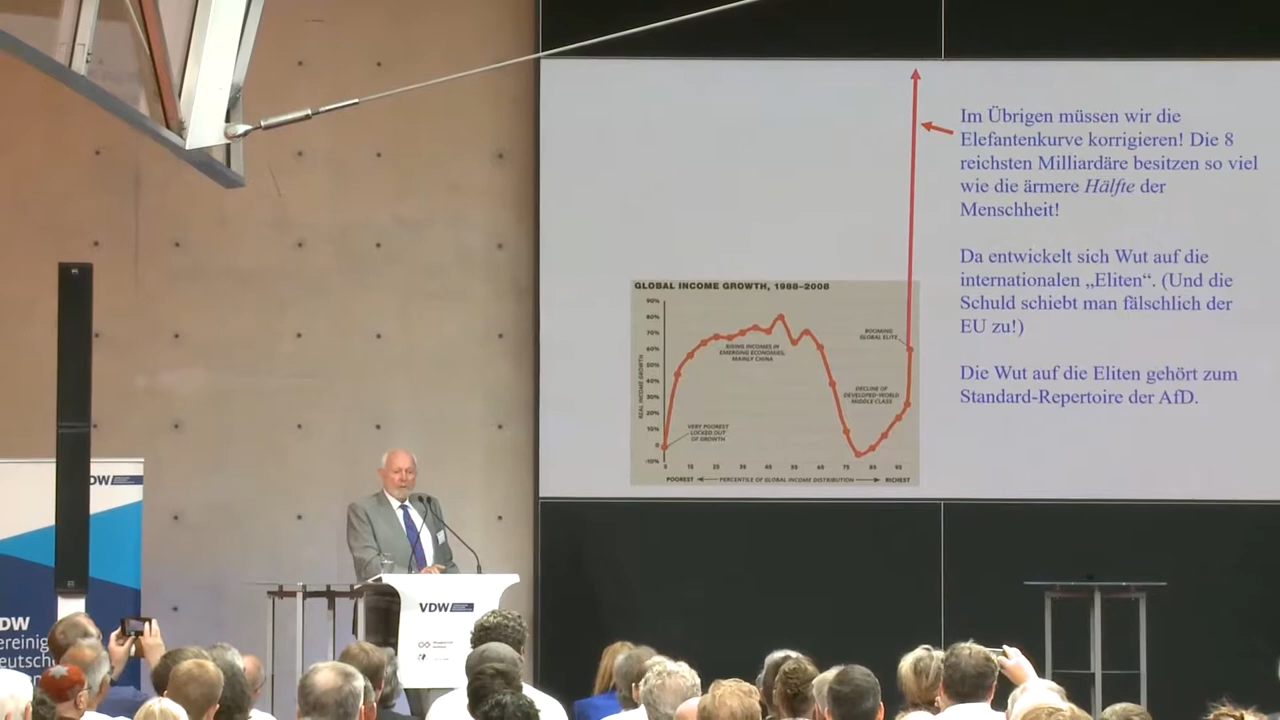 Im Übrigen müssen wir die
Elefantenkurve korrigieren! Die 8
reichsten Milliardäre besitzen so viel
wie die ärmere Hälfte der
Menschheit!
Da entwickelt sich Wut auf die
internationalen „Eliten“. (Und die
Schuld schiebt man fälschlich der
EU zu!)
Die Wut auf die Eliten gehört zum
Standard-Repertoire der AfD.
GLOBAL INCOME GROWTH, 1988–2008
90%
80%
70%
60%
50%
40%
30%
20%
10%
0
-10%
REAL INCOME GROWTH
RISING INCOMES IN
EMERGING ECONOMIES,
MAINLY CHINA
BOOMING
GLOBAL ELITE
DECLINE OF
DEVELOPED-WORLD
MIDDLE CLASS
VERY POOREST
LOCKED OUT
OF GROWTH
POOREST PERCENTILE OF GLOBAL INCOME DISTRIBUTION RICHEST
DW
VDW
DW
ereinig
eutsche